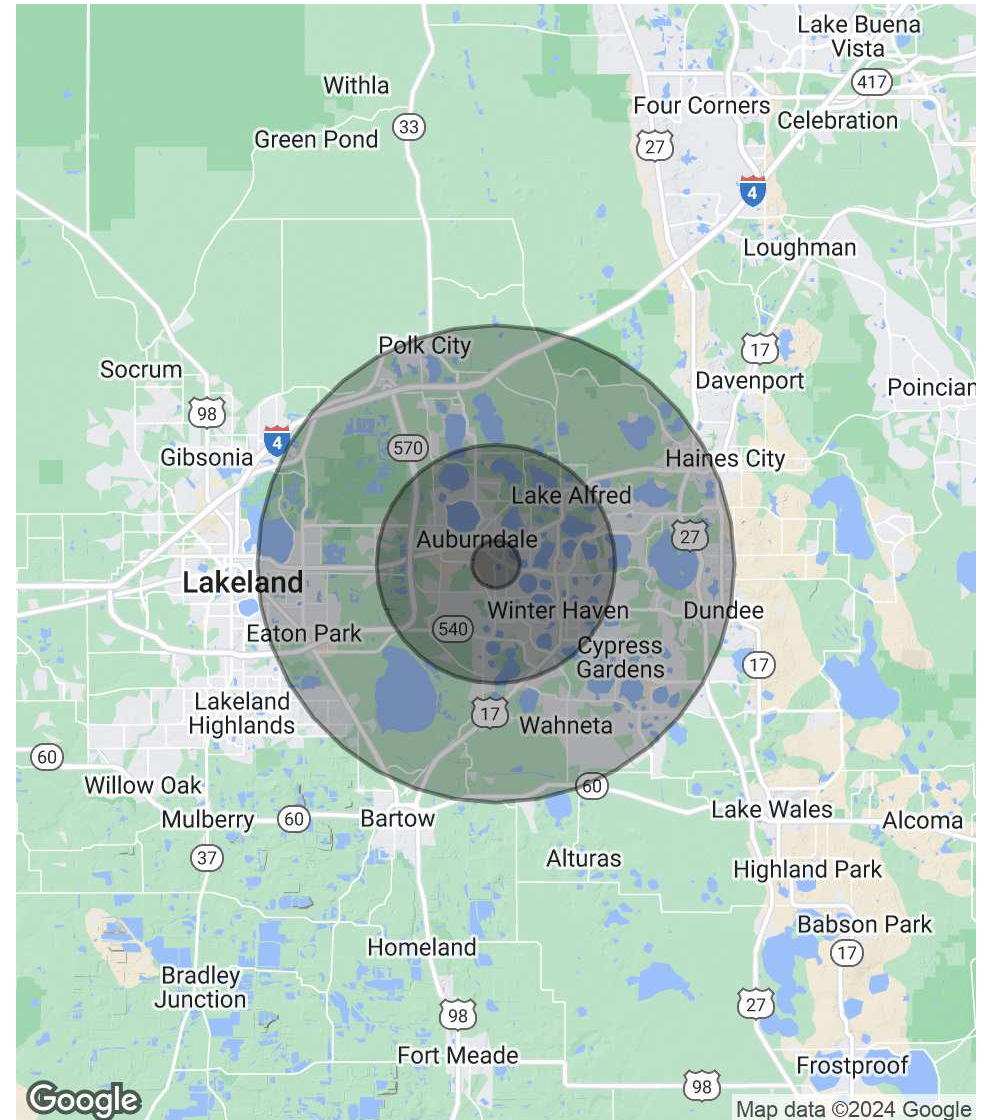 Lake Buena
Vista
417
Withla
Four Corners
Celebration
33
Green Pond
27
4
Loughman
17
Polk City
Socrum
Davenport
Poincian
98
4
570
Gibsonia
Haines City
Lake Alfred
Auburndale
27
Lakeland
Winter Haven
Dundee
540
Eaton Park
Cypress
Gardens
17
Lakeland
Highlands
17
Wahneta
60
Willow Oak
60
Mulberry
60
Bartow
Lake Wales
Alcoma
37
Alturas
Highland Park
Babson Park
Homeland
17
Bradley
Junction
27
98
Fort Meade
Frostproof
98
Google
Map data ©2024 Google